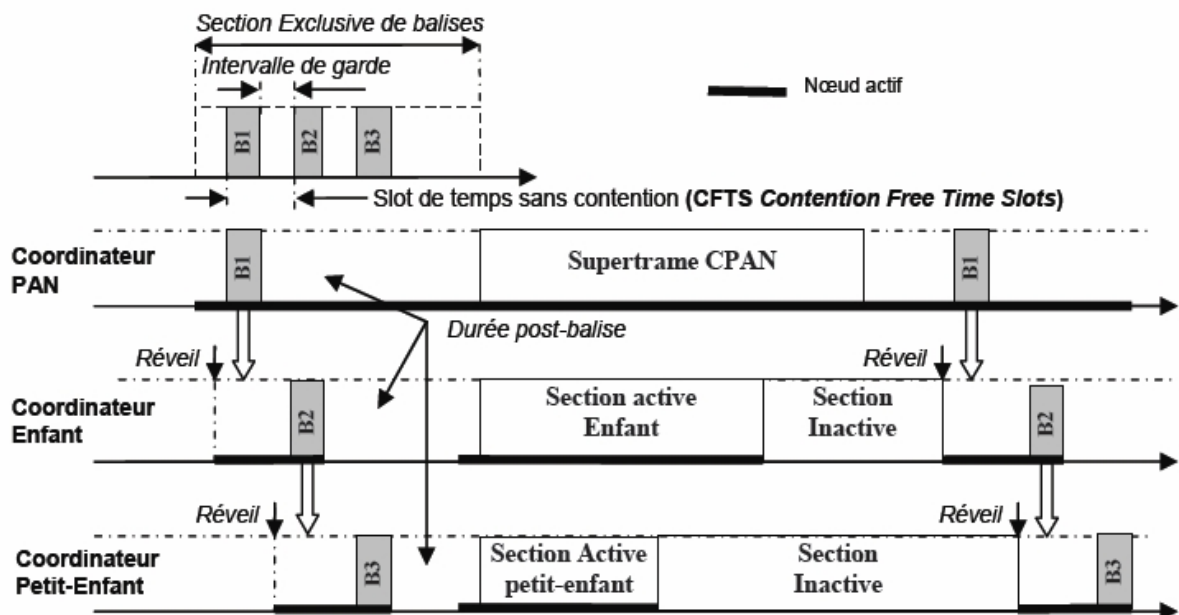 Section Exclusive de balises
Intervalle de garde
Nœud actif
B1
B2
B3
Slot de temps sans contention (CFTS Contention Free Time Slots)
Coordinateur
PAN
B1
Supertrame CPAN
B1
Durée post-balise
Réveil
Réveil
Coordinateur
Enfant
B2
Section active
Enfant
Section
Inactive
B2
Réveil
Réveil
Coordinateur
Petit-Enfant
B3
Section Active
petit-enfant
Section
Inactive
B3